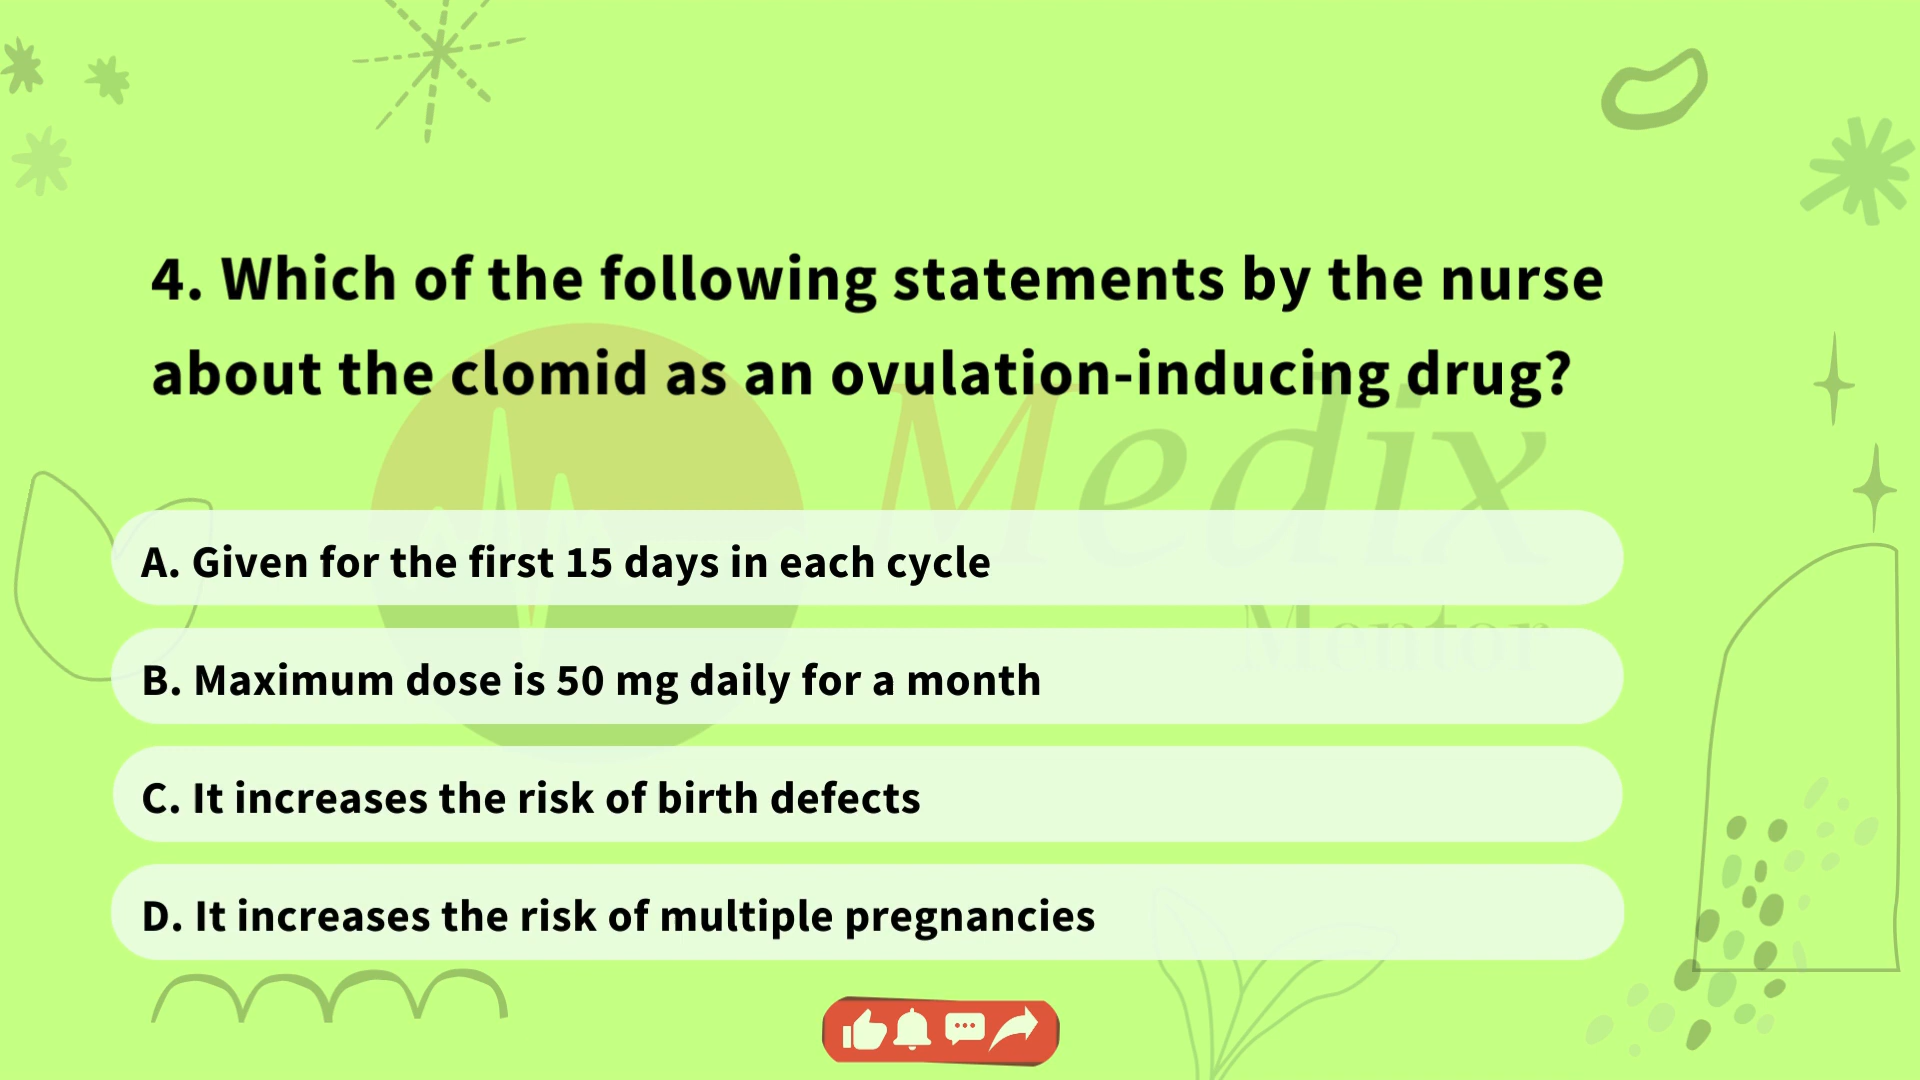 4. Which of the following statements by the nurse
about the clomid as an ovulation-inducing drug?
Medix
Mentor
A. Given for the first 15 days in each cycle
B. Maximum dose is 50 mg daily for a month
C. It increases the risk of birth defects
D. It increases the risk of multiple pregnancies